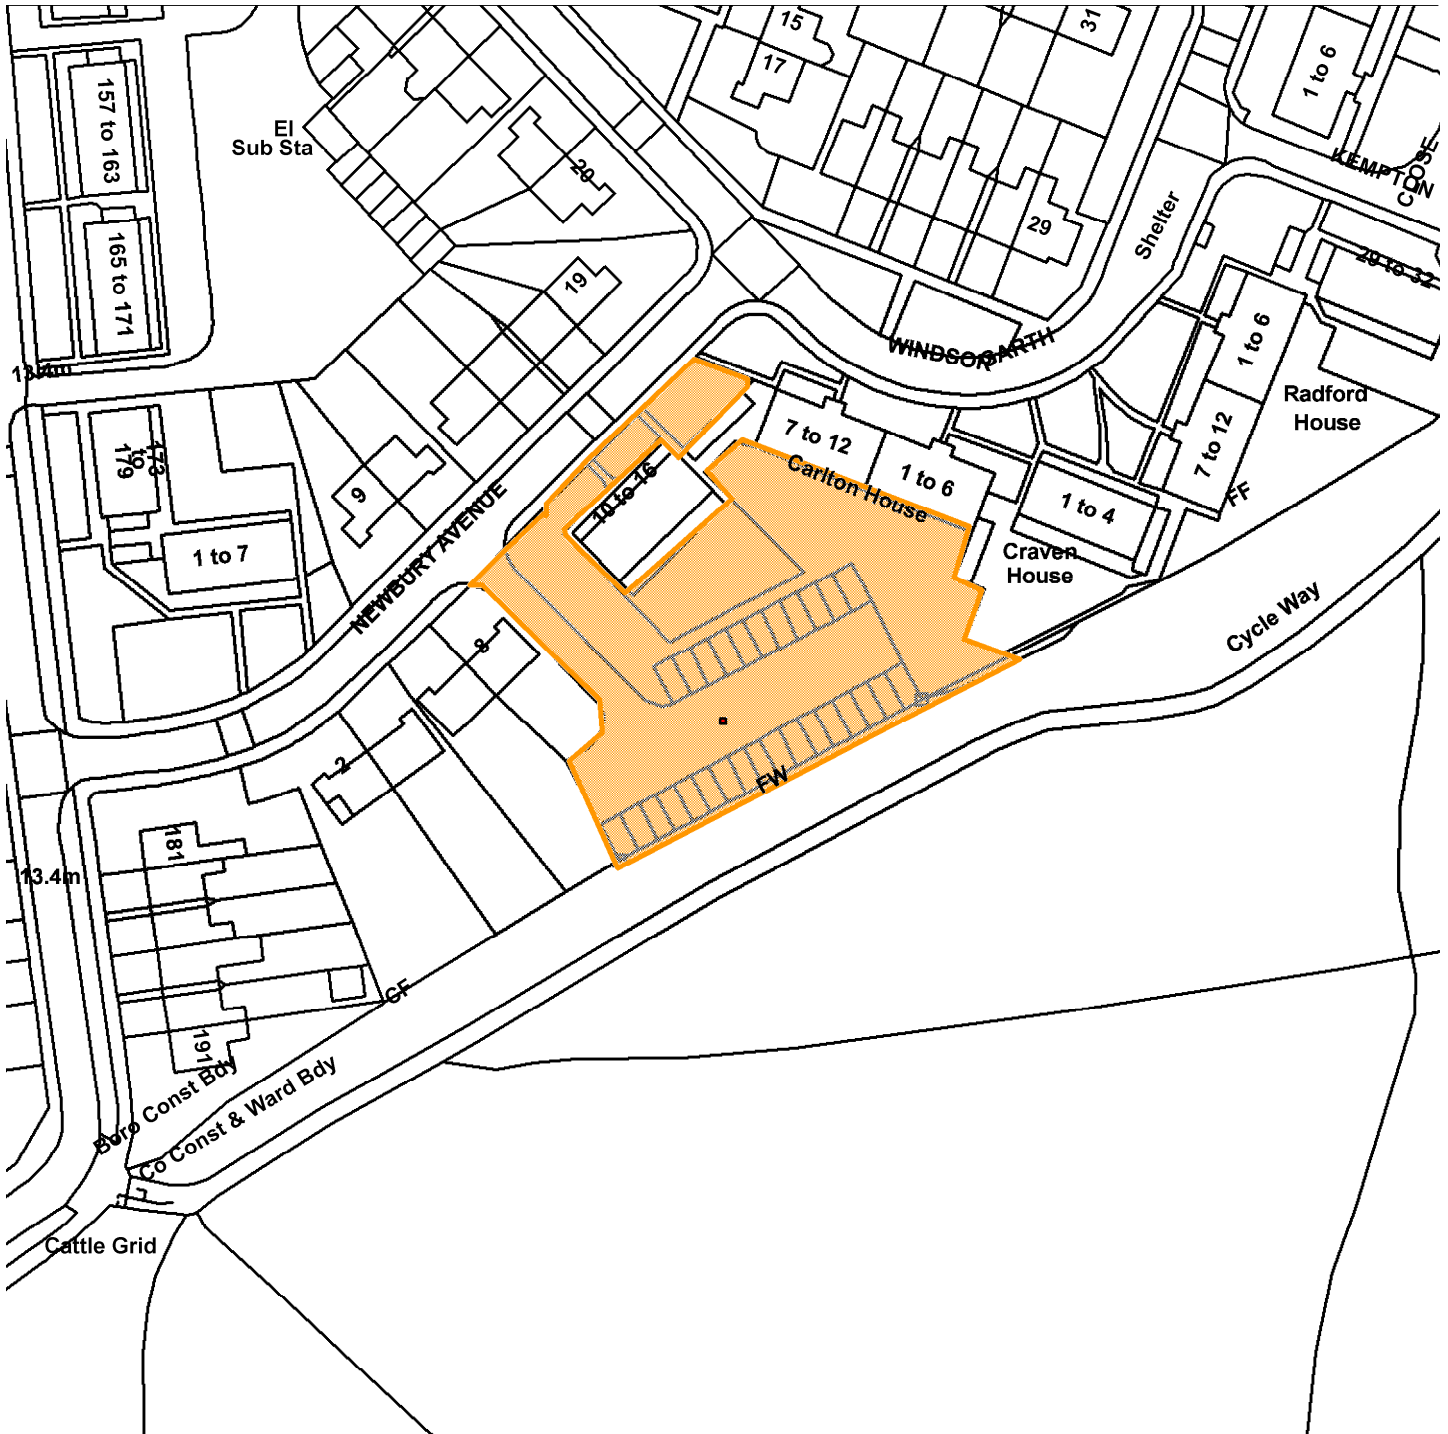 15
31
17
1 to 6
157 to 163
El
Sub Sta
20
KEMPTON
CLOSE
29
Shelter
165 to 171
19
29 to 32
13.4m
WINDSOR GARTH
1 to 6
Radford
House
7 to 12
7 to 12
173
to
179
Carlton House
1 to 6
10 to 16
9
NEWBURY AVENUE
1 to 4
FF
1 to 7
Craven
House
Cycle Way
8
2
FW
181
13.4m
CF
191
Boro Const Bdy
Co Const & Ward Bdy
Cattle Grid